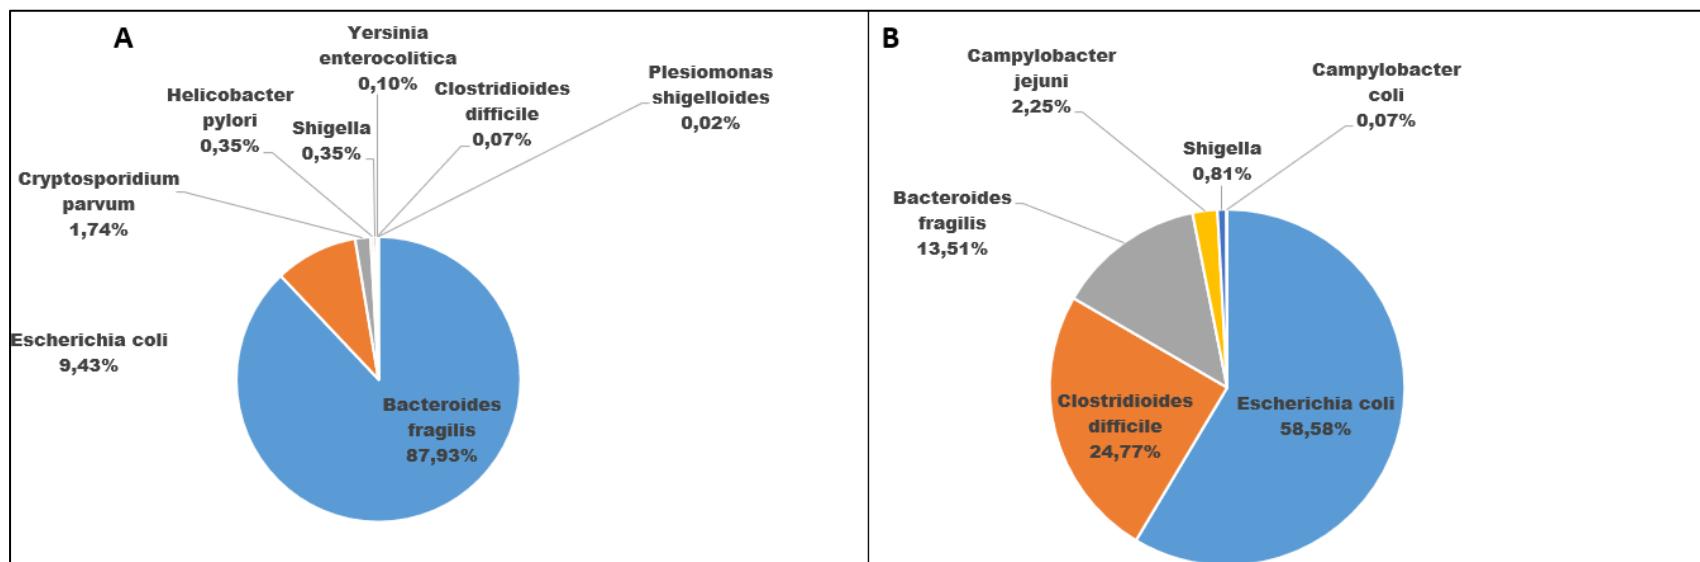 A
Yersinia
enterocolitica
0,10%
Helicobacter
pylori
0,35%
Shigella
0,35%
Clostridioides
difficile
0,07%
Plesiomonas
shigelloides
0,02%
Cryptosporidium
parvum
1,74%
Escherichia coli
9,43%
Bacteroides
fragilis
87,93%
B
Campylobacter
jejuni
2,25%
Campylobacter
coli
0,07%
Shigella
0,81%
Bacteroides
fragilis
13,51%
Clostridioides
difficile
24,77%
Escherichia coli
58,58%